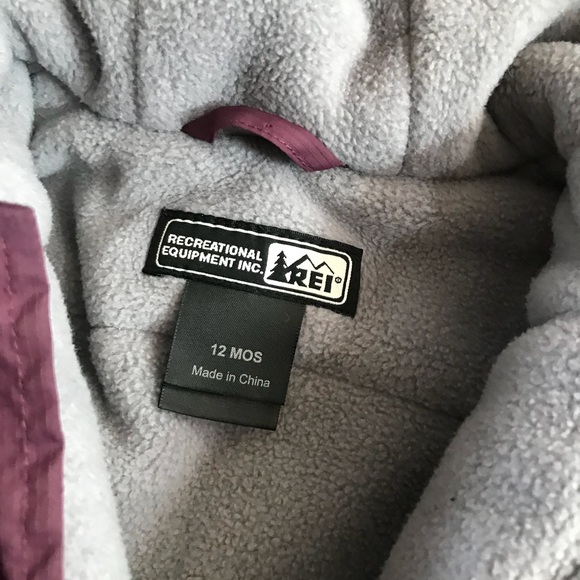 RECREATIONAL
EQUIPMENT INC.
REI®
12 MOS
Made in China